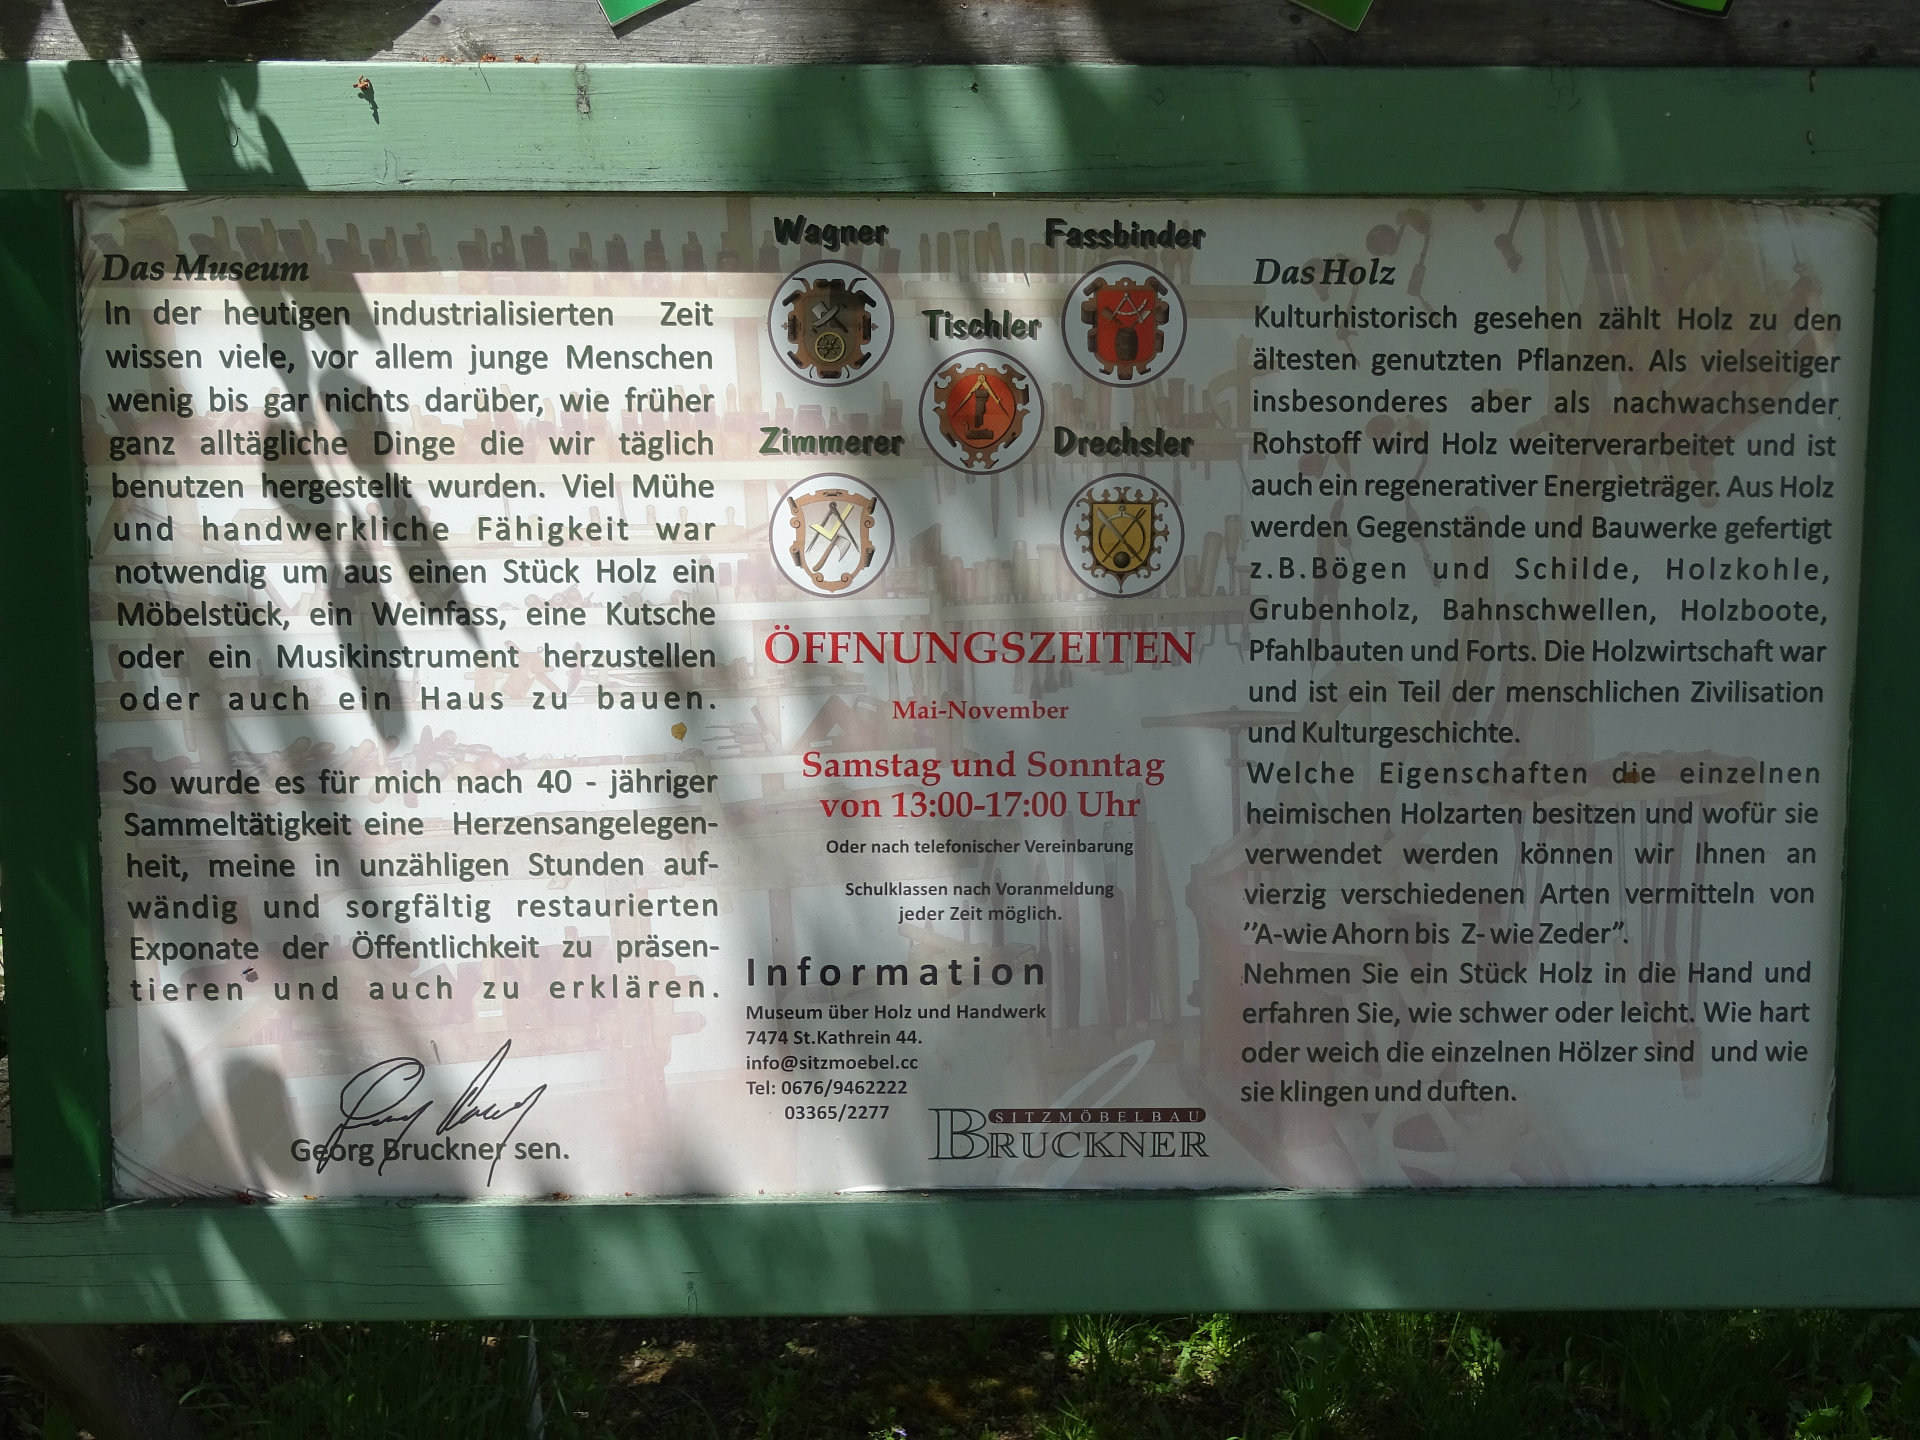 Das Museum
In der heutigen industrialisierten Zeit
wissen viele, vor allem junge Menschen
wenig bis gar nichts darüber, wie früher
ganz alltägliche Dinge die wir täglich
benutzen hergestellt wurden. Viel Mühe
und handwerkliche Fähigkeit war
notwendig um aus einen Stück Holz ein
Möbelstück, ein Weinfass, eine Kutsche
oder ein Musikinstrument herzustellen
oder auch ein Haus zu bauen.
So wurde es für mich nach 40 - jähriger
Sammeltätigkeit eine Herzensangelegen-
heit, meine in unzähligen Stunden auf-
wändig und sorgfältig restaurierten
Exponate der Öffentlichkeit zu präsen-
tieren und auch zu erklären.
Georg Bruckner sen.
Wagner
Fassbinder
Tischler
Zimmerer
Drechsler
ÖFFNUNGSZEITEN
Mai-November
Samstag und Sonntag
von 13:00-17:00 Uhr
Oder nach telefonischer Vereinbarung
Schulklassen nach Voranmeldung
jeder Zeit möglich.
Information
Museum über Holz und Handwerk
7474 St.Kathrein 44.
info@sitzmoebel.cc
Tel: 0676/9462222
03365/2277
SITZMÖBELBAU
BRUCKNER
Das Holz
Kulturhistorisch gesehen zählt Holz zu den
ältesten genutzten Pflanzen. Als vielseitiger
insbesonderes aber als nachwachsender
Rohstoff wird Holz weiterverarbeitet und ist
auch ein regenerativer Energieträger. Aus Holz
werden Gegenstände und Bauwerke gefertigt
z.B.Bögen und Schilde, Holzkohle,
Grubenholz, Bahnschwellen, Holzboote,
Pfahlbauten und Forts. Die Holzwirtschaft war
und ist ein Teil der menschlichen Zivilisation
und Kulturgeschichte.
Welche Eigenschaften die einzelnen
heimischen Holzarten besitzen und wofür sie
verwendet werden können wir Ihnen an
vierzig verschiedenen Arten vermitteln von
’’A-wie Ahorn bis Z- wie Zeder”.
Nehmen Sie ein Stück Holz in die Hand und
erfahren Sie, wie schwer oder leicht. Wie hart
oder weich die einzelnen Hölzer sind und wie
sie klingen und duften.